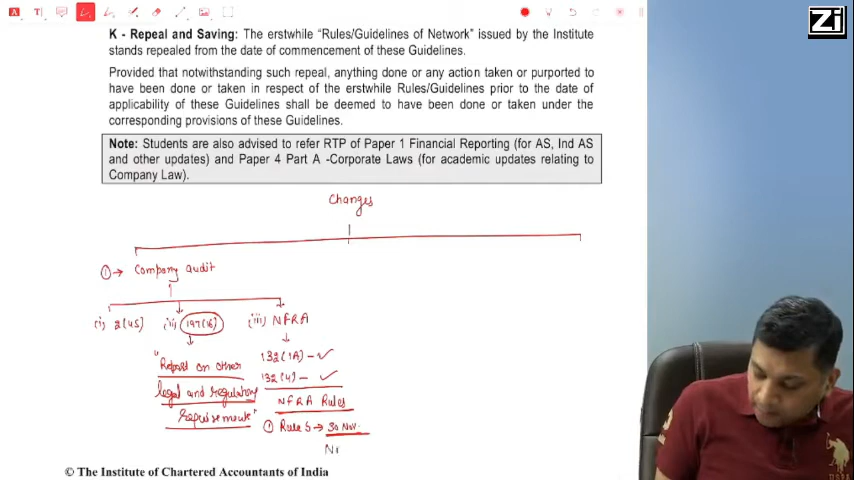 Zi
K - Repeal and Saving: The erstwhile “Rules/Guidelines of Network” issued by the Institute
stands repealed from the date of commencement of these Guidelines.
Provided that notwithstanding such repeal, anything done or any action taken or purported to
have been done or taken in respect of the erstwhile Rules/Guidelines prior to the date of
applicability of these Guidelines shall be deemed to have been done or taken under the
corresponding provisions of these Guidelines.
Note: Students are also advised to refer RTP of Paper 1 Financial Reporting (for AS, Ind AS
and other updates) and Paper 4 Part A -Corporate Laws (for academic updates relating to
Company Law).
Changes
① → Company audit
(i) 2(45) (ii) 197(16) (iii) NFRA
"Report on other
legal and regulatory
requirements"
132(1A) - ✓
132(4) - ✓
NFRA Rules
① Rule 5 → 30 Nov.
© The Institute of Chartered Accountants of India